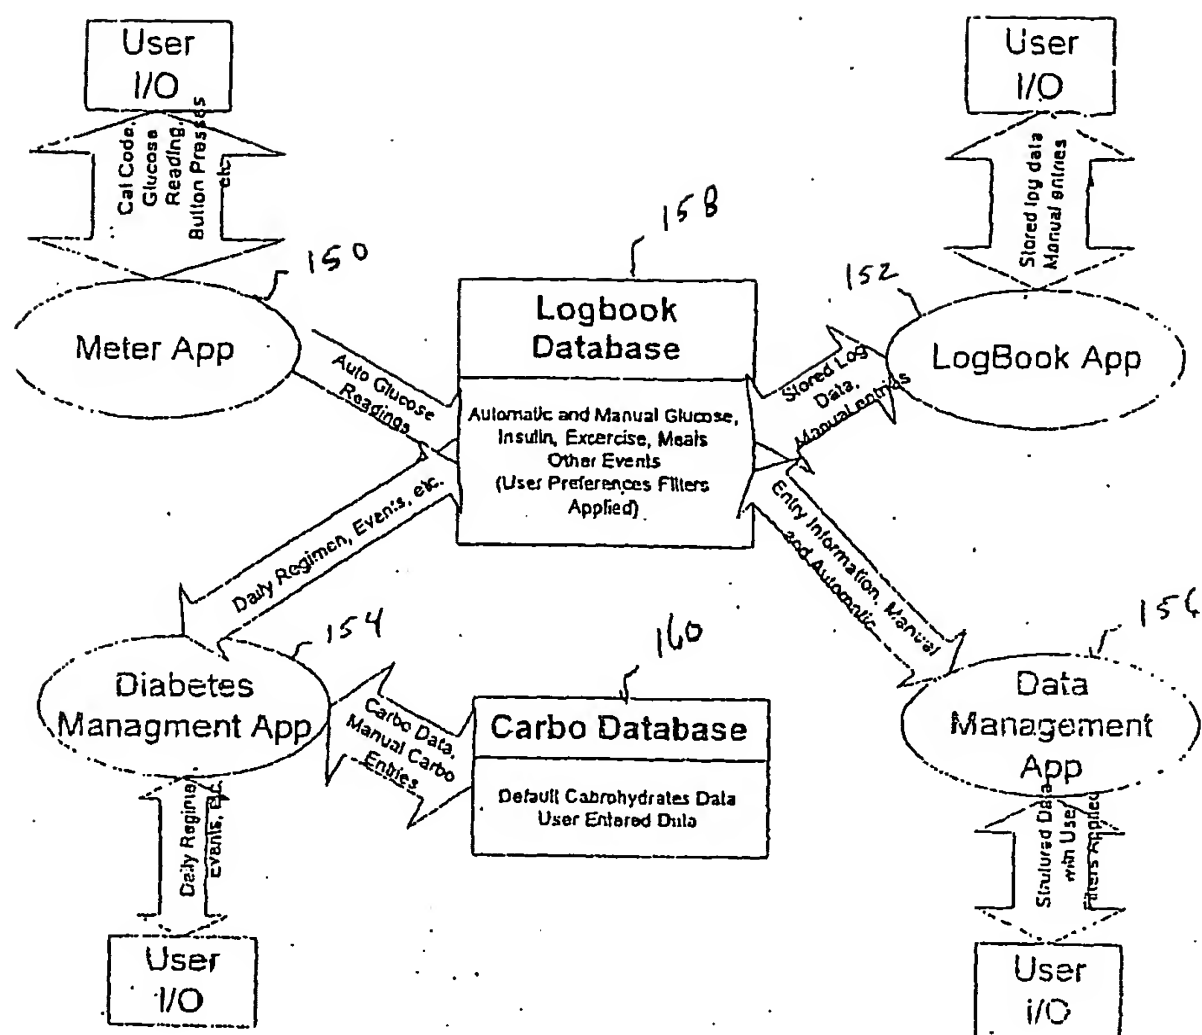 User
I/O
User
I/O
Cal Code,
Glucose
Reading,
Button Presses
etc
Stored log data
Manual entries
158
150
152
Meter App
Logbook
Database
LogBook App
Auto Glucose
Readings
Stored Log
Data,
Manual entries
Automatic and Manual Glucose,
Insulin, Excercise, Meals
Other Events
(User Preferences Filters
Applied)
Daily Regimen, Events, etc.
Entry Information, Manual
and Automatic
154
160
156
Diabetes
Managment App
Carbo Data,
Manual Carbo
Entries
Carbo Database
Default Cabrohydrates Data
User Entered Data
Data
Management
App
Daily Regime
Events, etc
with Use
Filters Applied
User
I/O
User
I/O